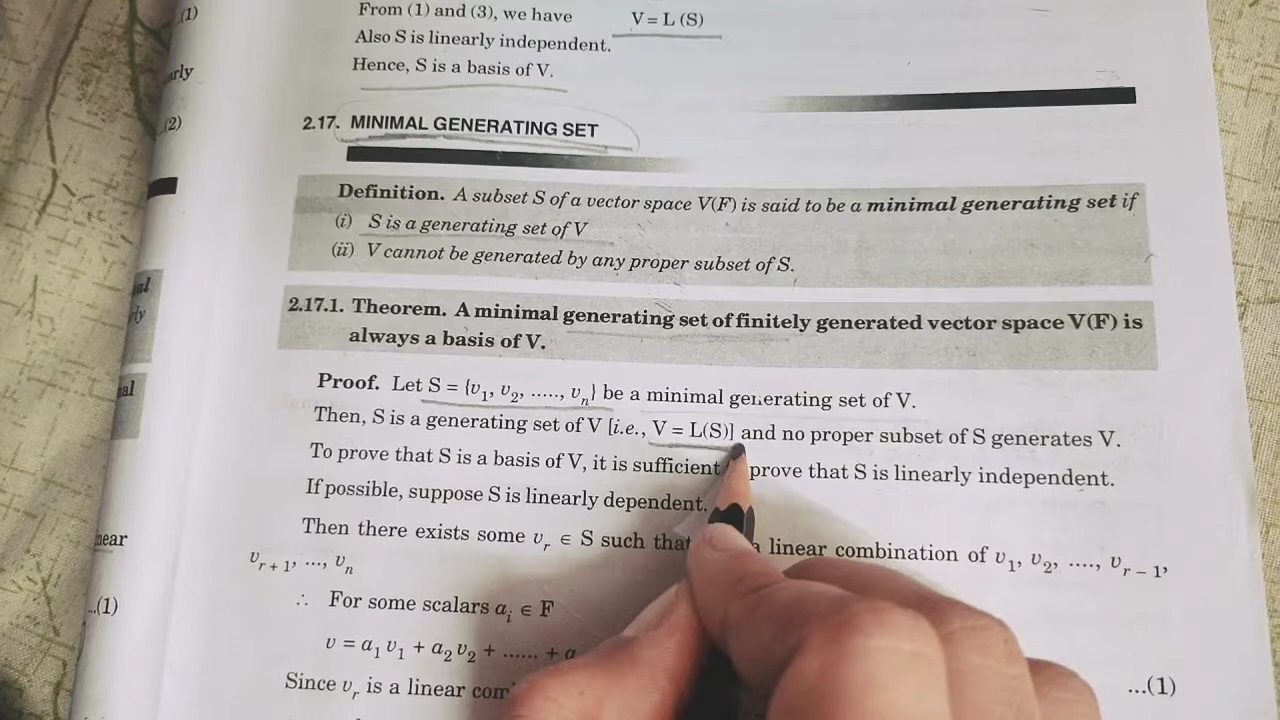 ...(1)
From (1) and (3), we have V = L (S)
Also S is linearly independent.
Hence, S is a basis of V.
...(2)
2.17. MINIMAL GENERATING SET
Definition. A subset S of a vector space V(F) is said to be a minimal generating set if
(i) S is a generating set of V
(ii) V cannot be generated by any proper subset of S.
2.17.1. Theorem. A minimal generating set of finitely generated vector space V(F) is
always a basis of V.
Proof. Let S = {v₁, v₂, ....., vₙ} be a minimal generating set of V.
Then, S is a generating set of V [i.e., V = L(S)] and no proper subset of S generates V.
To prove that S is a basis of V, it is sufficient prove that S is linearly independent.
If possible, suppose S is linearly dependent.
Then there exists some vᵣ ∈ S such that linear combination of v₁, v₂, ...., vᵣ₋₁,
vᵣ₊₁, ..., vₙ
...(1)
∴ For some scalars aᵢ ∈ F
v = a₁ v₁ + a₂ v₂ + ...... + a
...(1)
Since vᵣ is a linear